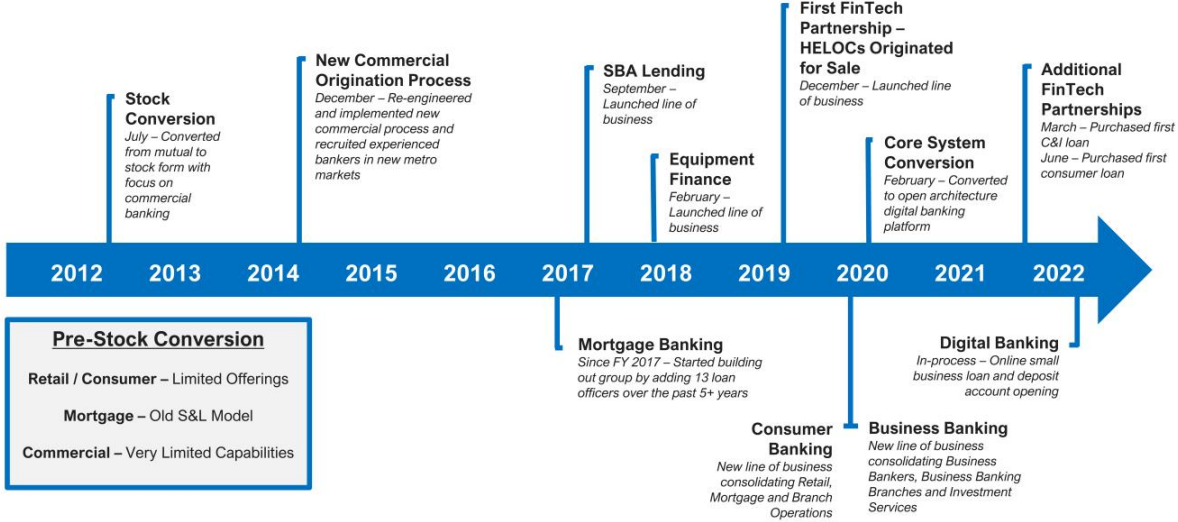 Stock
Conversion
July – Converted
from mutual to
stock form with
focus on
commercial
banking
New Commercial
Origination Process
December – Re-engineered
and implemented new
commercial process and
recruited experienced
bankers in new metro
markets
SBA Lending
September –
Launched line of
business
Equipment
Finance
February –
Launched line of
business
First FinTech
Partnership –
HELOCs Originated
for Sale
December – Launched line
of business
Core System
Conversion
February – Converted
to open architecture
digital banking
platform
Additional
FinTech
Partnerships
March – Purchased first
C&I loan
June – Purchased first
consumer loan
2012 2013 2014 2015 2016 2017 2018 2019 2020 2021 2022
Pre-Stock Conversion
Retail / Consumer – Limited Offerings
Mortgage – Old S&L Model
Commercial – Very Limited Capabilities
Mortgage Banking
Since FY 2017 – Started building
out group by adding 13 loan
officers over the past 5+ years
Consumer
Banking
New line of business
consolidating Retail,
Mortgage and Branch
Operations
Business Banking
New line of business
consolidating Business
Bankers, Business Banking
Branches and Investment
Services
Digital Banking
In-process – Online small
business loan and deposit
account opening